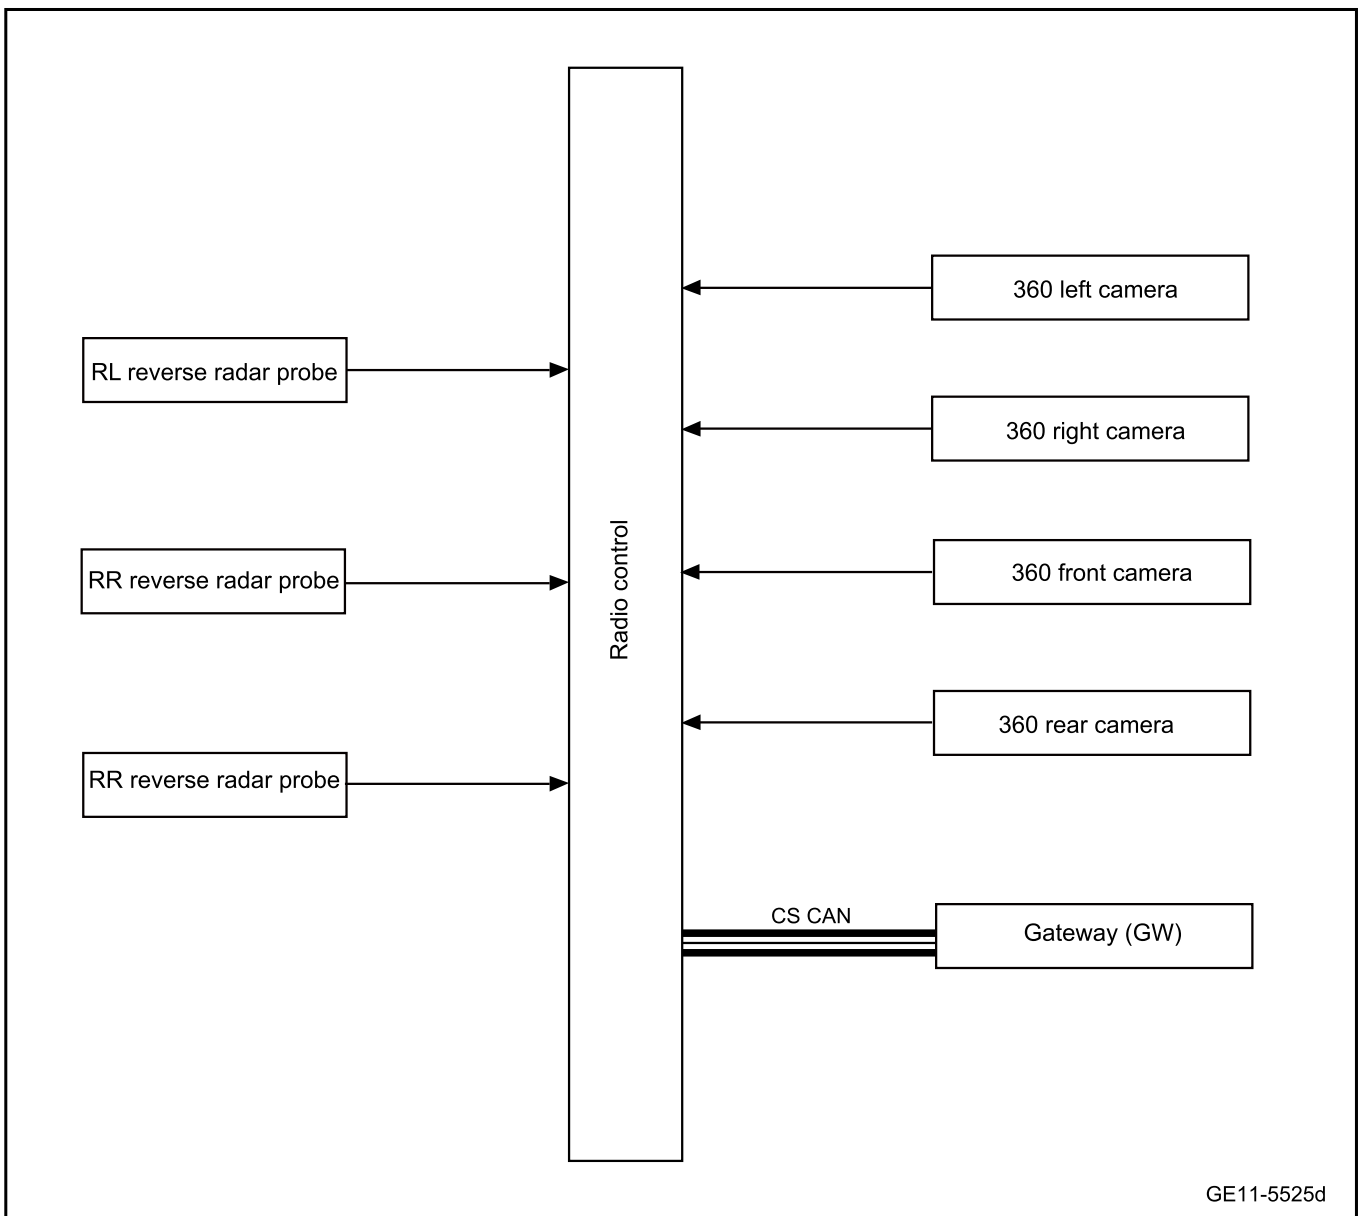 360 left camera
RL reverse radar probe
360 right camera
Radio control
360 front camera
RR reverse radar probe
360 rear camera
RR reverse radar probe
CS CAN
Gateway (GW)
GE11-5525d